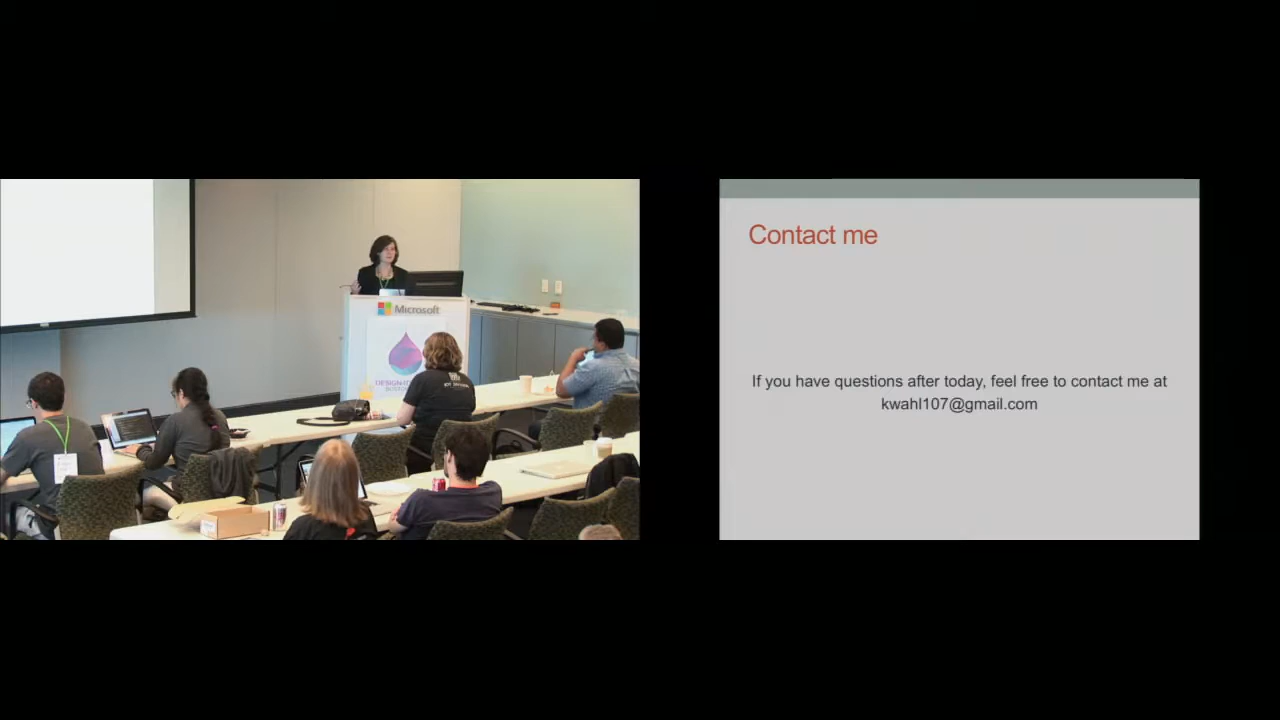 Microsoft
Contact me
If you have questions after today, feel free to contact me at
kwahl107@gmail.com